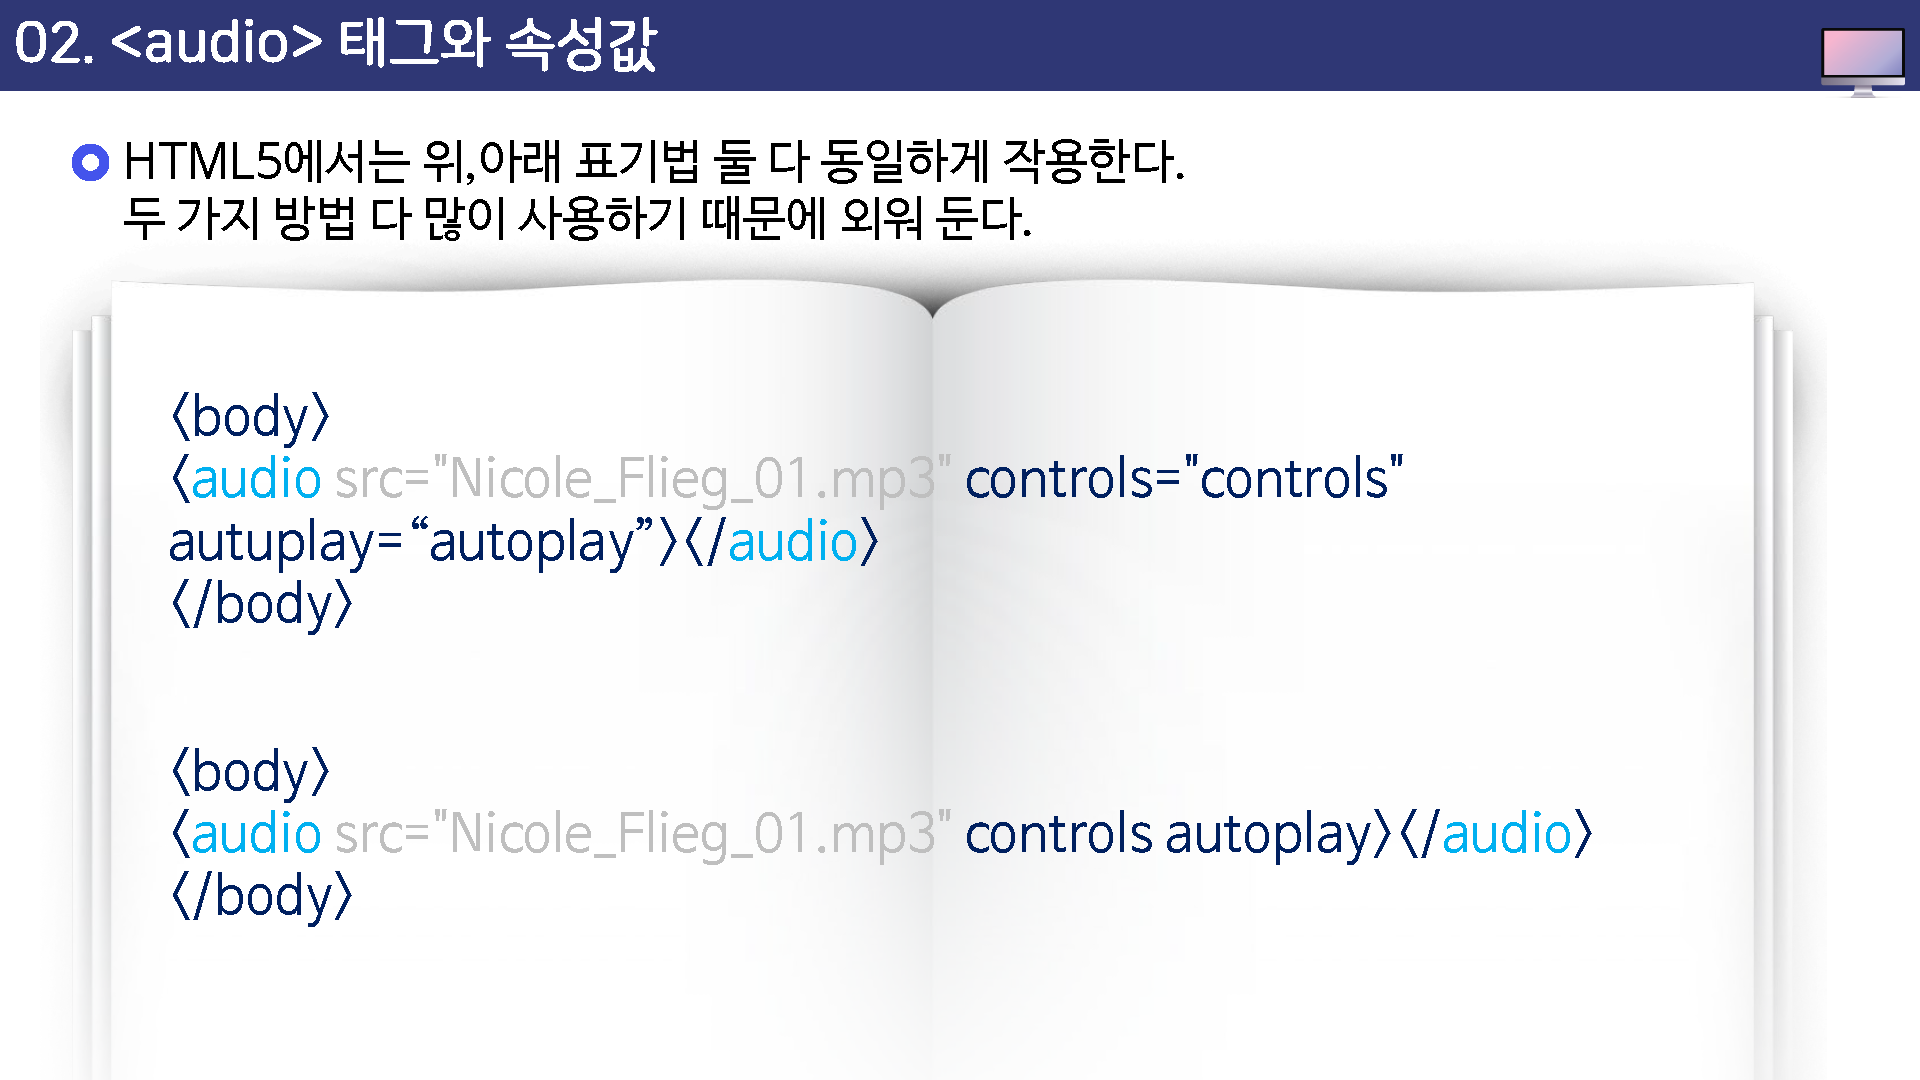 02. <audio> 태그와 속성값
HTML5에서는 위,아래 표기법 둘 다 동일하게 작용한다.
두 가지 방법 다 많이 사용하기 때문에 외워 둔다.
<body>
<audio src="Nicole_Flieg_01.mp3" controls="controls"
autuplay=“autoplay”></audio>
</body>
<body>
<audio src="Nicole_Flieg_01.mp3" controls autoplay></audio>
</body>